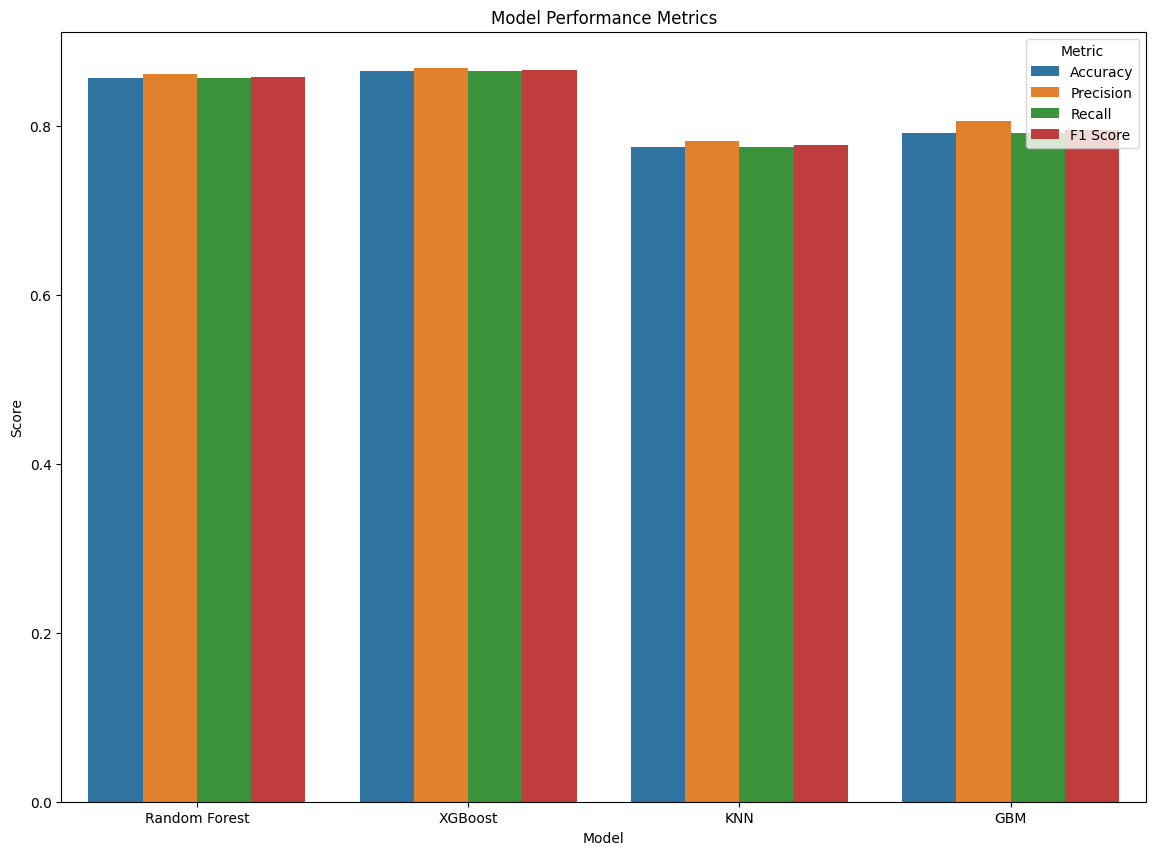 Model Performance Metrics
Metric
Accuracy
Precision
Recall
F1 Score
Score
0.8
0.6
0.4
0.2
0.0
Random Forest XGBoost KNN GBM
Model